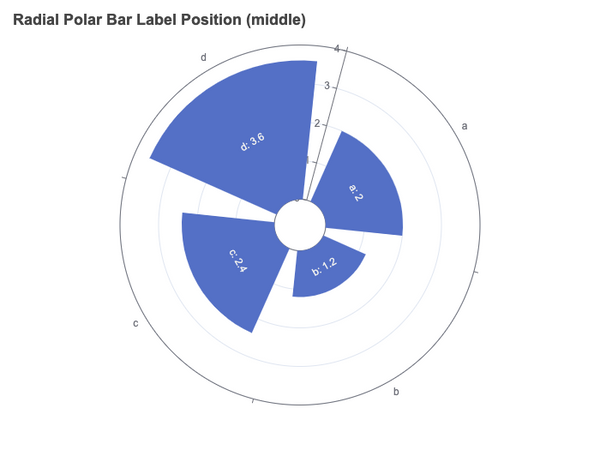 Radial Polar Bar Label Position (middle)
4
d
3
a
2
d: 3.6
1
a: 2
0
c: 2.4
b: 1.2
c
b